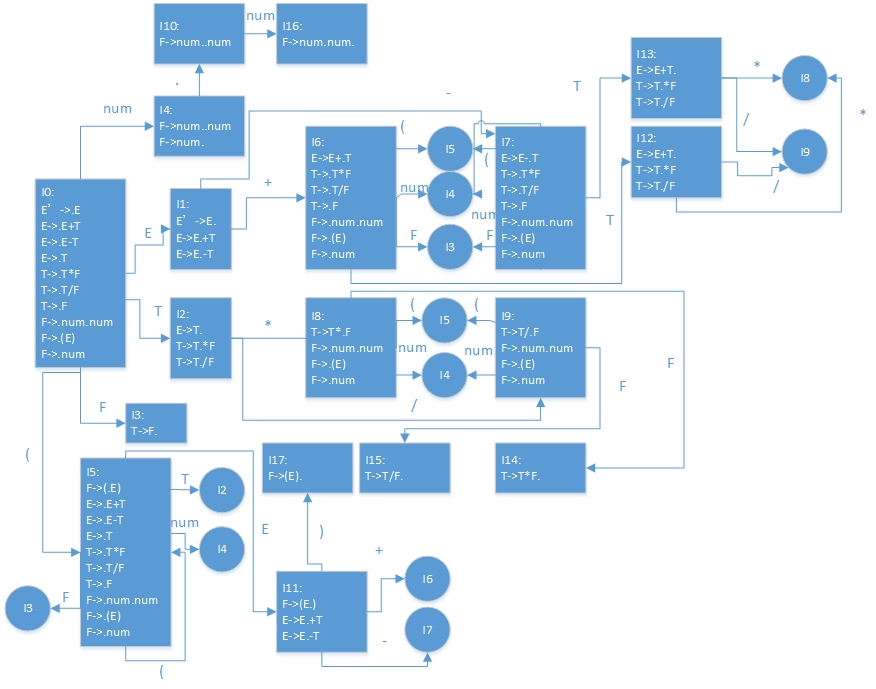 I10:
F->num..num
num
I16:
F->num.num.
.
num
I4:
F->num..num
F->num.
-
I13:
E->E+T.
T->T.*F
T->T./F
T
*
I8
/
I12:
E->E+T.
T->T.*F
T->T./F
I9
/
*
T
I0:
E' ->.E
E->.E+T
E->.E-T
E->.T
T->.T*F
T->.T/F
T->.F
F->.num.num
F->.(E)
F->.num
E
I1:
E' ->E.
E->E.+T
E->E.-T
+
I6:
E->E+.T
T->.T*F
T->.T/F
T->.F
F->.num.num
F->.(E)
F->.num
(
I5
(
num
I4
num
F
I3
F
I7:
E->E-.T
T->.T*F
T->.T/F
T->.F
F->.num.num
F->.(E)
F->.num
T
I2:
E->T.
T->T.*F
T->T./F
*
/
I8:
T->T*.F
F->.num.num
F->.(E)
F->.num
(
I5
(
num
I4
num
I9:
T->T/.F
F->.num.num
F->.(E)
F->.num
F
F
F
I3:
T->F.
(
I17:
F->(E).
I15:
T->T/F.
I14:
T->T*F.
I5:
F->(.E)
E->.E+T
E->.E-T
E->.T
T->.T*F
T->.T/F
T->.F
F->.num.num
F->.(E)
F->.num
T
I2
num
I4
E
)
F
I3
(
I11:
F->(E.)
E->E.+T
E->E.-T
+
I6
-
I7